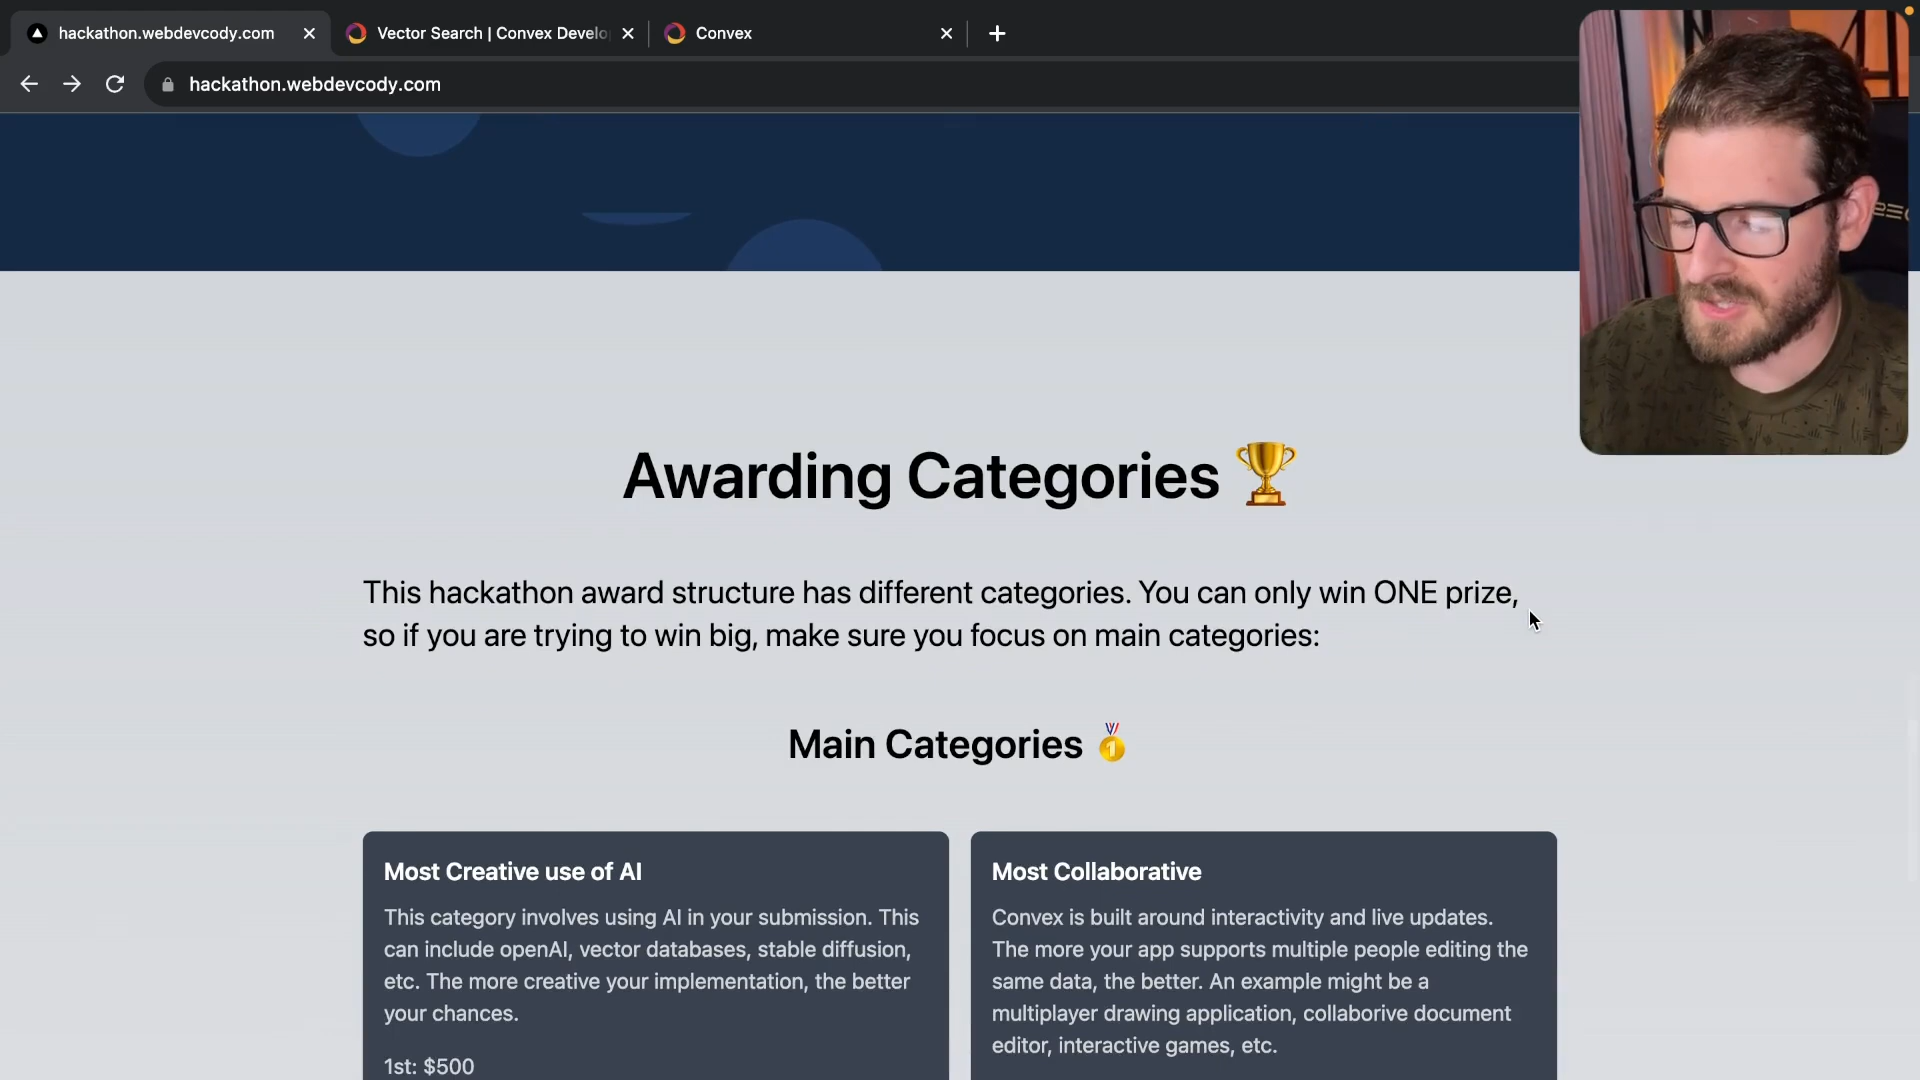 hackathon.webdevcody.com
Vector Search | Convex Develo
Convex
hackathon.webdevcody.com
Awarding Categories
This hackathon award structure has different categories. You can only win ONE prize,
so if you are trying to win big, make sure you focus on main categories:
Main Categories
Most Creative use of AI
This category involves using AI in your submission. This
can include openAI, vector databases, stable diffusion,
etc. The more creative your implementation, the better
your chances.
1st: $500
Most Collaborative
Convex is built around interactivity and live updates.
The more your app supports multiple people editing the
same data, the better. An example might be a
multiplayer drawing application, collaborive document
editor, interactive games, etc.